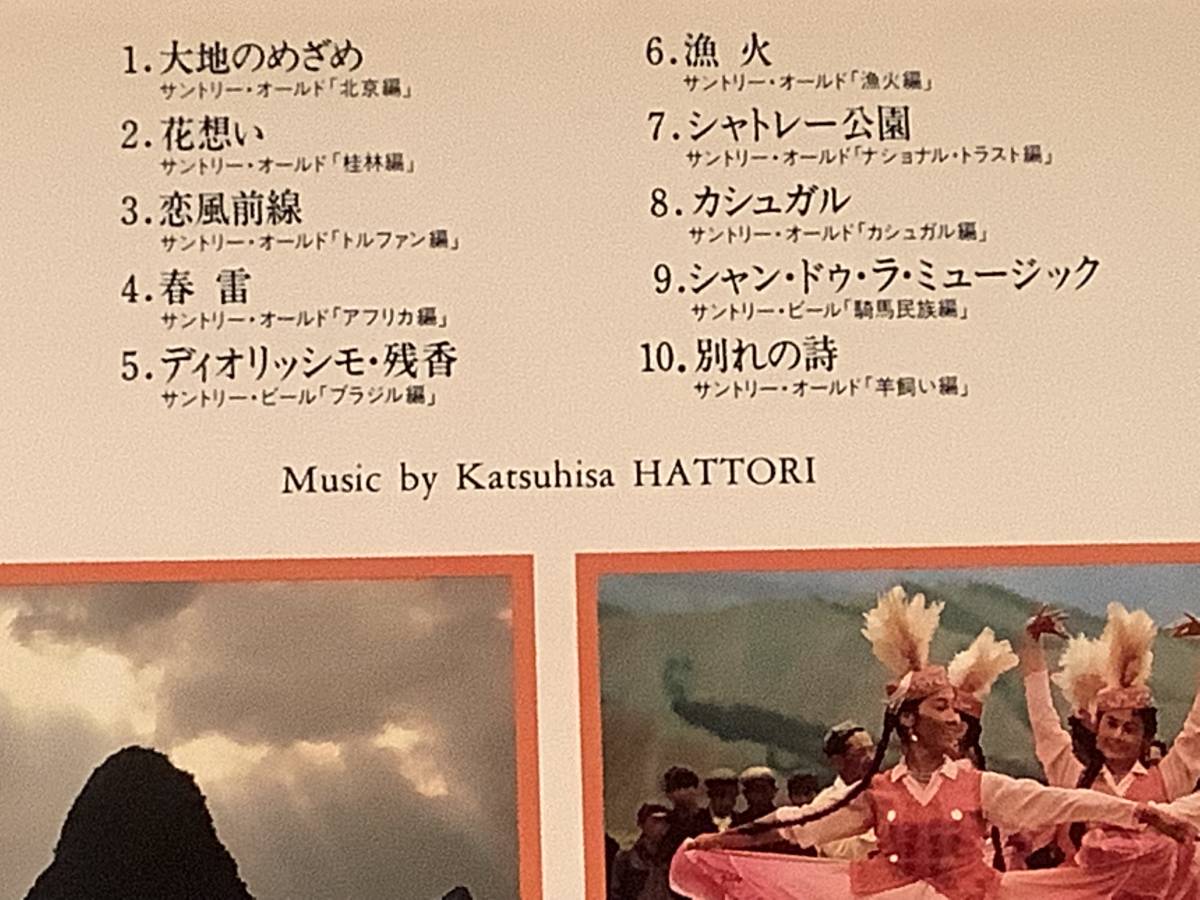 1.大地のめざめ
サントリー・オールド「北京編」
2.花想い
サントリー・オールド「桂林編」
3.恋風前線
サントリー・オールド「トルファン編」
4.春 雷
サントリー・オールド「アフリカ編」
5.ディオリッシモ・残香
サントリー・ビール「ブラジル編」
6.漁 火
サントリー・オールド「漁火編」
7.シャトレー公園
サントリー・オールド「ナショナル・トラスト編」
8.カシュガル
サントリー・オールド「カシュガル編」
9.シャン・ドゥ・ラ・ミュージック
サントリー・ビール「騎馬民族編」
10.別れの詩
サントリー・オールド「羊飼い編」
Music by Katsuhisa HATTORI